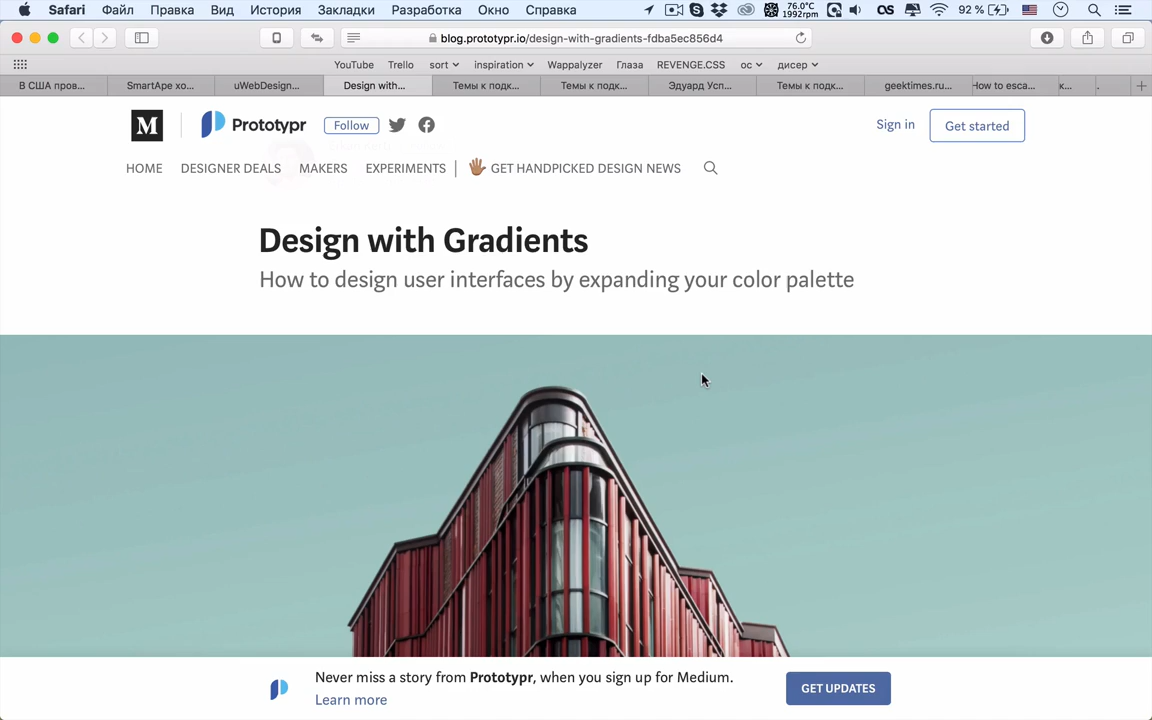 Safari Файл Правка Вид История Закладки Разработка Окно Справка 76.0°C 1992rpm OS 92 %
blog.prototypr.io/design-with-gradients-fdba5ec856d4
YouTube Trello sort inspiration Wappalyzer Глаза REVENGE.CSS ос дисер
В США пров... SmartApe хо... uWebDesign... Design with... Темы к подк... Темы к подк... Эдуард Усп... Темы к подк... geektimes.ru... How to esca... к... .
M Prototypr Follow Sign in Get started
HOME DESIGNER DEALS MAKERS EXPERIMENTS GET HANDPICKED DESIGN NEWS
Design with Gradients
How to design user interfaces by expanding your color palette
Never miss a story from Prototypr, when you sign up for Medium.
Learn more
GET UPDATES